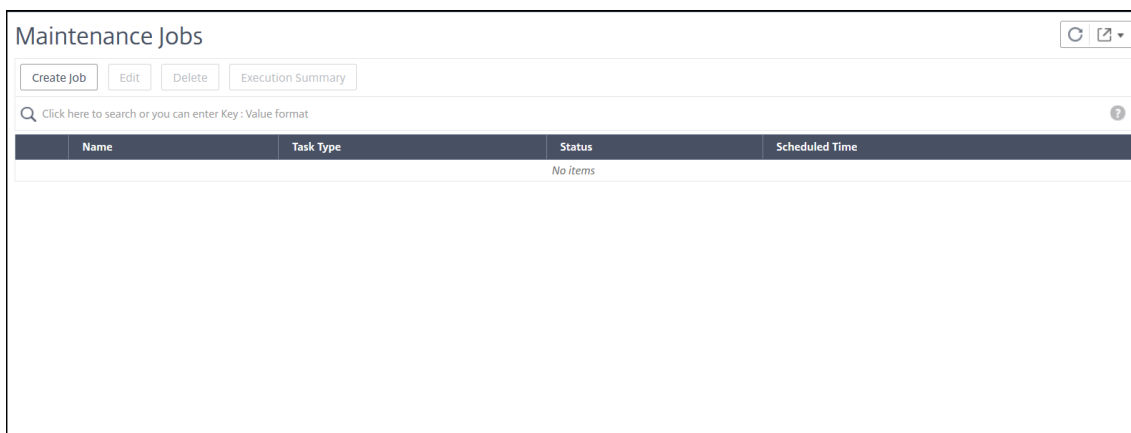 Maintenance Jobs
Create Job Edit Delete Execution Summary
Click here to search or you can enter Key : Value format ?
Name Task Type Status Scheduled Time
No items